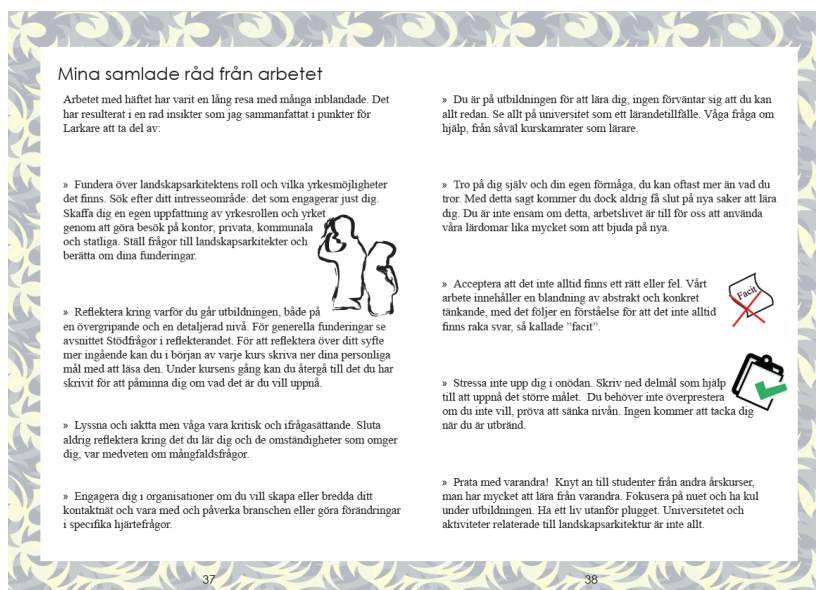 Mina samlade råd från arbetet
Arbetet med häftet har varit en lång resa med många inblandade. Det
har resulterat i en rad insikter som jag sammanfattat i punkter för
Larkare att ta del av:
» Fundera över landskapsarkitektens roll och vilka yrkesmöjligheter
det finns. Sök efter ditt intresseområde: det som engagerar just dig.
Skaffa dig en egen uppfattning av yrkesrollen och yrket
genom att göra besök på kontor; privata, kommunala
och statliga. Ställ frågor till landskapsarkitekter och
berätta om dina funderingar.
» Reflektera kring varför du går utbildningen, både på
en övergripande och en detaljerad nivå. För generella funderingar se
avsnittet Stödfrågor i reflekterandet. För att reflektera över ditt syfte
mer ingående kan du i början av varje kurs skriva ner dina personliga
mål med att läsa den. Under kursens gång kan du återgå till det du har
skrivit för att påminna dig om vad det är du vill uppnå.
» Lyssna och iaktta men våga vara kritisk och ifrågasättande. Sluta
aldrig reflektera kring det du lär dig och de omständigheter som omger
dig, var medveten om mångfaldsfrågor.
» Engagera dig i organisationer om du vill skapa eller bredda ditt
kontaktnät och vara med och påverka branschen eller göra förändringar
i specifika hjärtefrågor.
37
» Du är på utbildningen för att lära dig, ingen förväntar sig att du kan
allt redan. Se allt på universitet som ett lärandetillfälle. Våga fråga om
hjälp, från såväl kurskamrater som lärare.
» Tro på dig själv och din egen förmåga, du kan oftast mer än vad du
tror. Med detta sagt kommer du dock aldrig få slut på nya saker att lära
dig. Du är inte ensam om detta, arbetslivet är till för oss att använda
våra lärdomar lika mycket som att bjuda på nya.
» Acceptera att det inte alltid finns ett rätt eller fel. Vårt
arbete innehåller en blandning av abstrakt och konkret
tänkande, med det följer en förståelse för att det inte alltid
finns raka svar, så kallade ”facit”.
Facit
» Stressa inte upp dig i onödan. Skriv ned delmål som hjälp
till att uppnå det större målet. Du behöver inte överprestera
om du inte vill, pröva att sänka nivån. Ingen kommer att tacka dig
när du är utbränd.
» Prata med varandra! Knyt an till studenter från andra årskurser,
man har mycket att lära från varandra. Fokusera på nuet och ha kul
under utbildningen. Ha ett liv utanför plugget. Universitetet och
aktiviteter relaterade till landskapsarkitektur är inte allt.
38